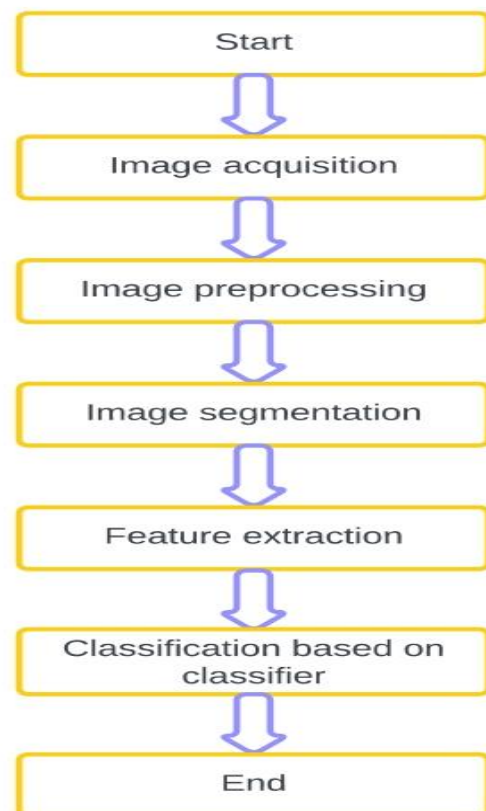 Start
Image acquisition
Image preprocessing
Image segmentation
Feature extraction
Classification based on
classifier
End